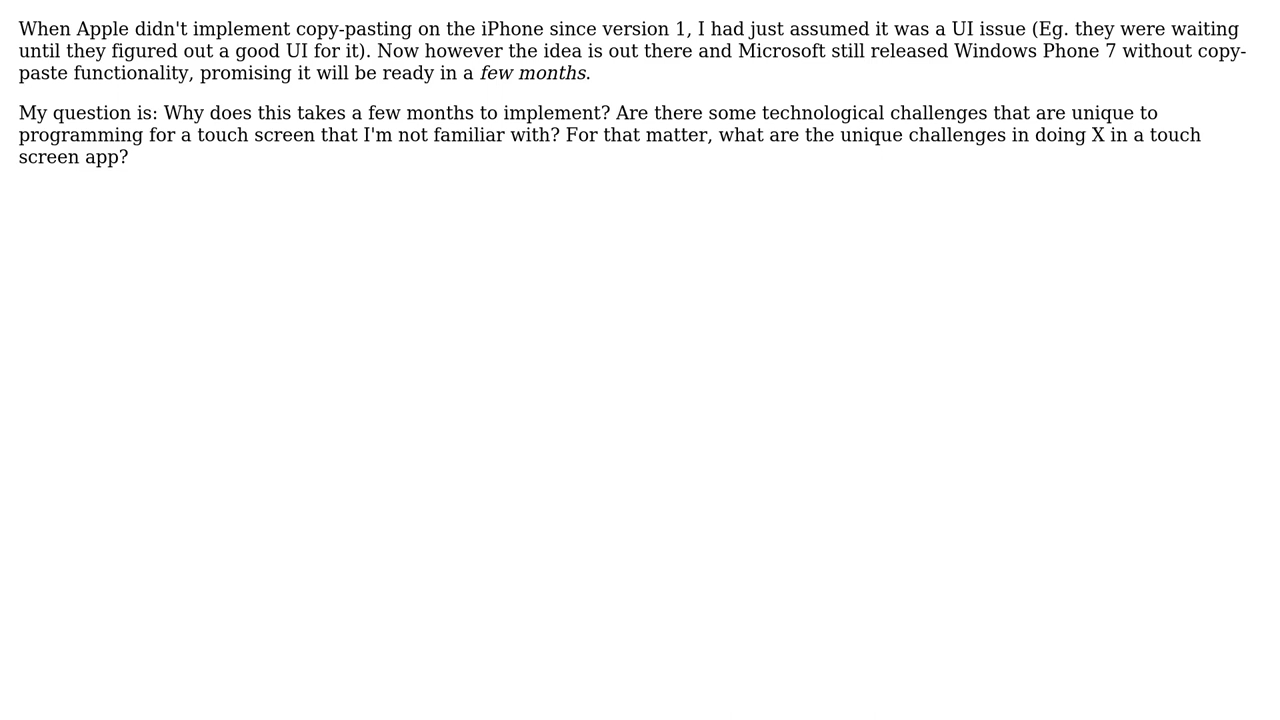 When Apple didn't implement copy-pasting on the iPhone since version 1, I had just assumed it was a UI issue (Eg. they were waiting
until they figured out a good UI for it). Now however the idea is out there and Microsoft still released Windows Phone 7 without copy-
paste functionality, promising it will be ready in a few months.
My question is: Why does this takes a few months to implement? Are there some technological challenges that are unique to
programming for a touch screen that I'm not familiar with? For that matter, what are the unique challenges in doing X in a touch
screen app?